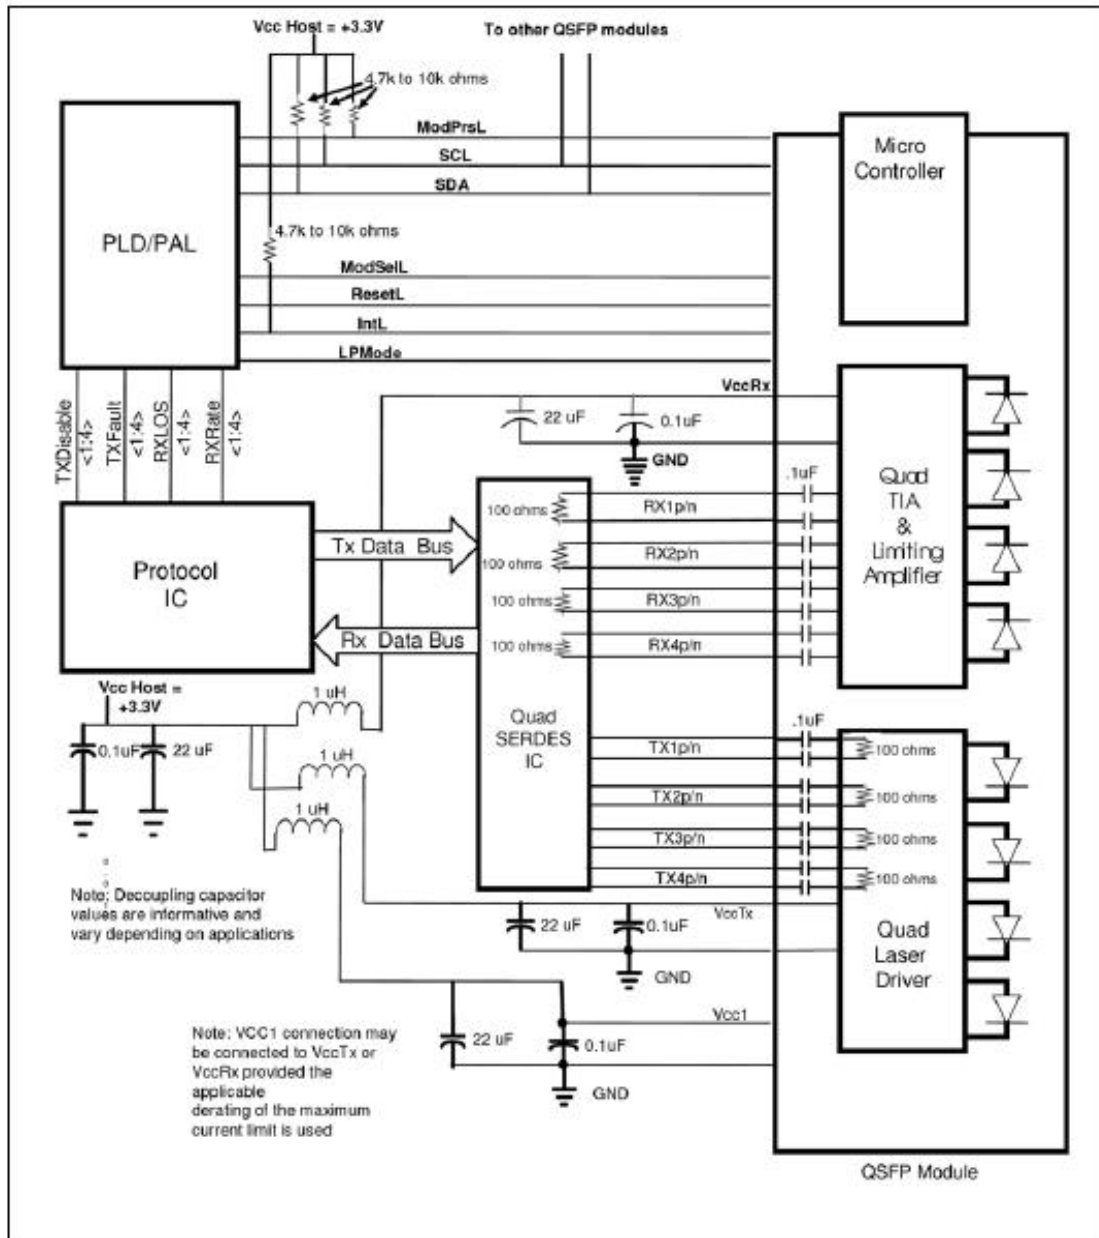 Vcc Host = +3.3V
To other QSFP modules
4.7k to 10k ohms
ModPrsL
SCL
SDA
Micro
Controller
PLD/PAL
4.7k to 10k ohms
ModSelL
ResetL
IntL
LPMode
VccRx
TXDisable
<1:4>
TXFault
<1:4>
RXLOS
<1:4>
RXRate
<1:4>
22 uF
0.1uF
GND
.1uF
Quad
TIA
&
Limiting
Amplifier
100 ohms
RX1p/n
100 ohms
RX2p/n
100 ohms
RX3p/n
100 ohms
RX4p/n
Tx Data Bus
Protocol
IC
Rx Data Bus
Vcc Host =
+3.3V
1 uH
0.1uF
22 uF
1 uH
1 uH
Quad
SERDES
IC
.1uF
TX1p/n
100 ohms
TX2p/n
100 ohms
TX3p/n
100 ohms
TX4p/n
100 ohms
Note: Decoupling capacitor
values are informative and
vary depending on applications
VccTx
22 uF
0.1uF
GND
Quad
Laser
Driver
Vcc1
22 uF
0.1uF
GND
Note: VCC1 connection may
be connected to VccTx or
VccRx provided the
applicable
derating of the maximum
current limit is used
QSFP Module